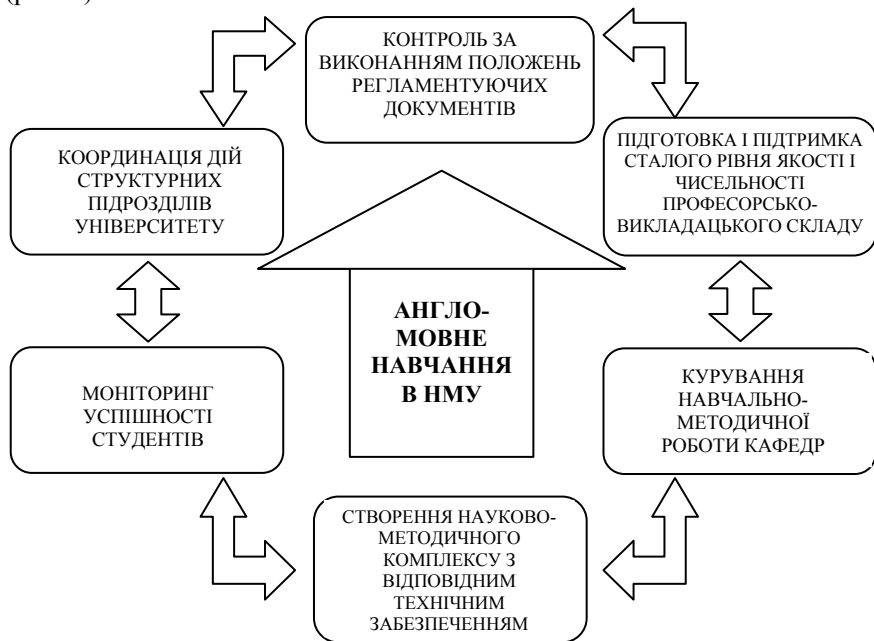 КОНТРОЛЬ ЗА
ВИКОНАННЯМ ПОЛОЖЕНЬ
РЕГЛАМЕНТУЮЧИХ
ДОКУМЕНТІВ
КООРДИНАЦІЯ ДІЙ
СТРУКТУРНИХ
ПІДРОЗДІЛІВ
УНІВЕРСИТЕТУ
ПІДГОТОВКА І ПІДТРИМКА
СТАЛОГО РІВНЯ ЯКОСТІ І
ЧИСЕЛЬНОСТІ
ПРОФЕСОРСЬКО-
ВИКЛАДАЦЬКОГО СКЛАДУ
АНГЛО-
МОВНЕ
НАВЧАННЯ
В НМУ
МОНІТОРИНГ
УСПІШНОСТІ
СТУДЕНТІВ
КУРУВАННЯ
НАВЧАЛЬНО-
МЕТОДИЧНОЇ
РОБОТИ КАФЕДР
СТВОРЕННЯ НАУКОВО-
МЕТОДИЧНОГО
КОМПЛЕКСУ З
ВІДПОВІДНИМ
ТЕХНІЧНИМ
ЗАБЕЗПЕЧЕННЯМ